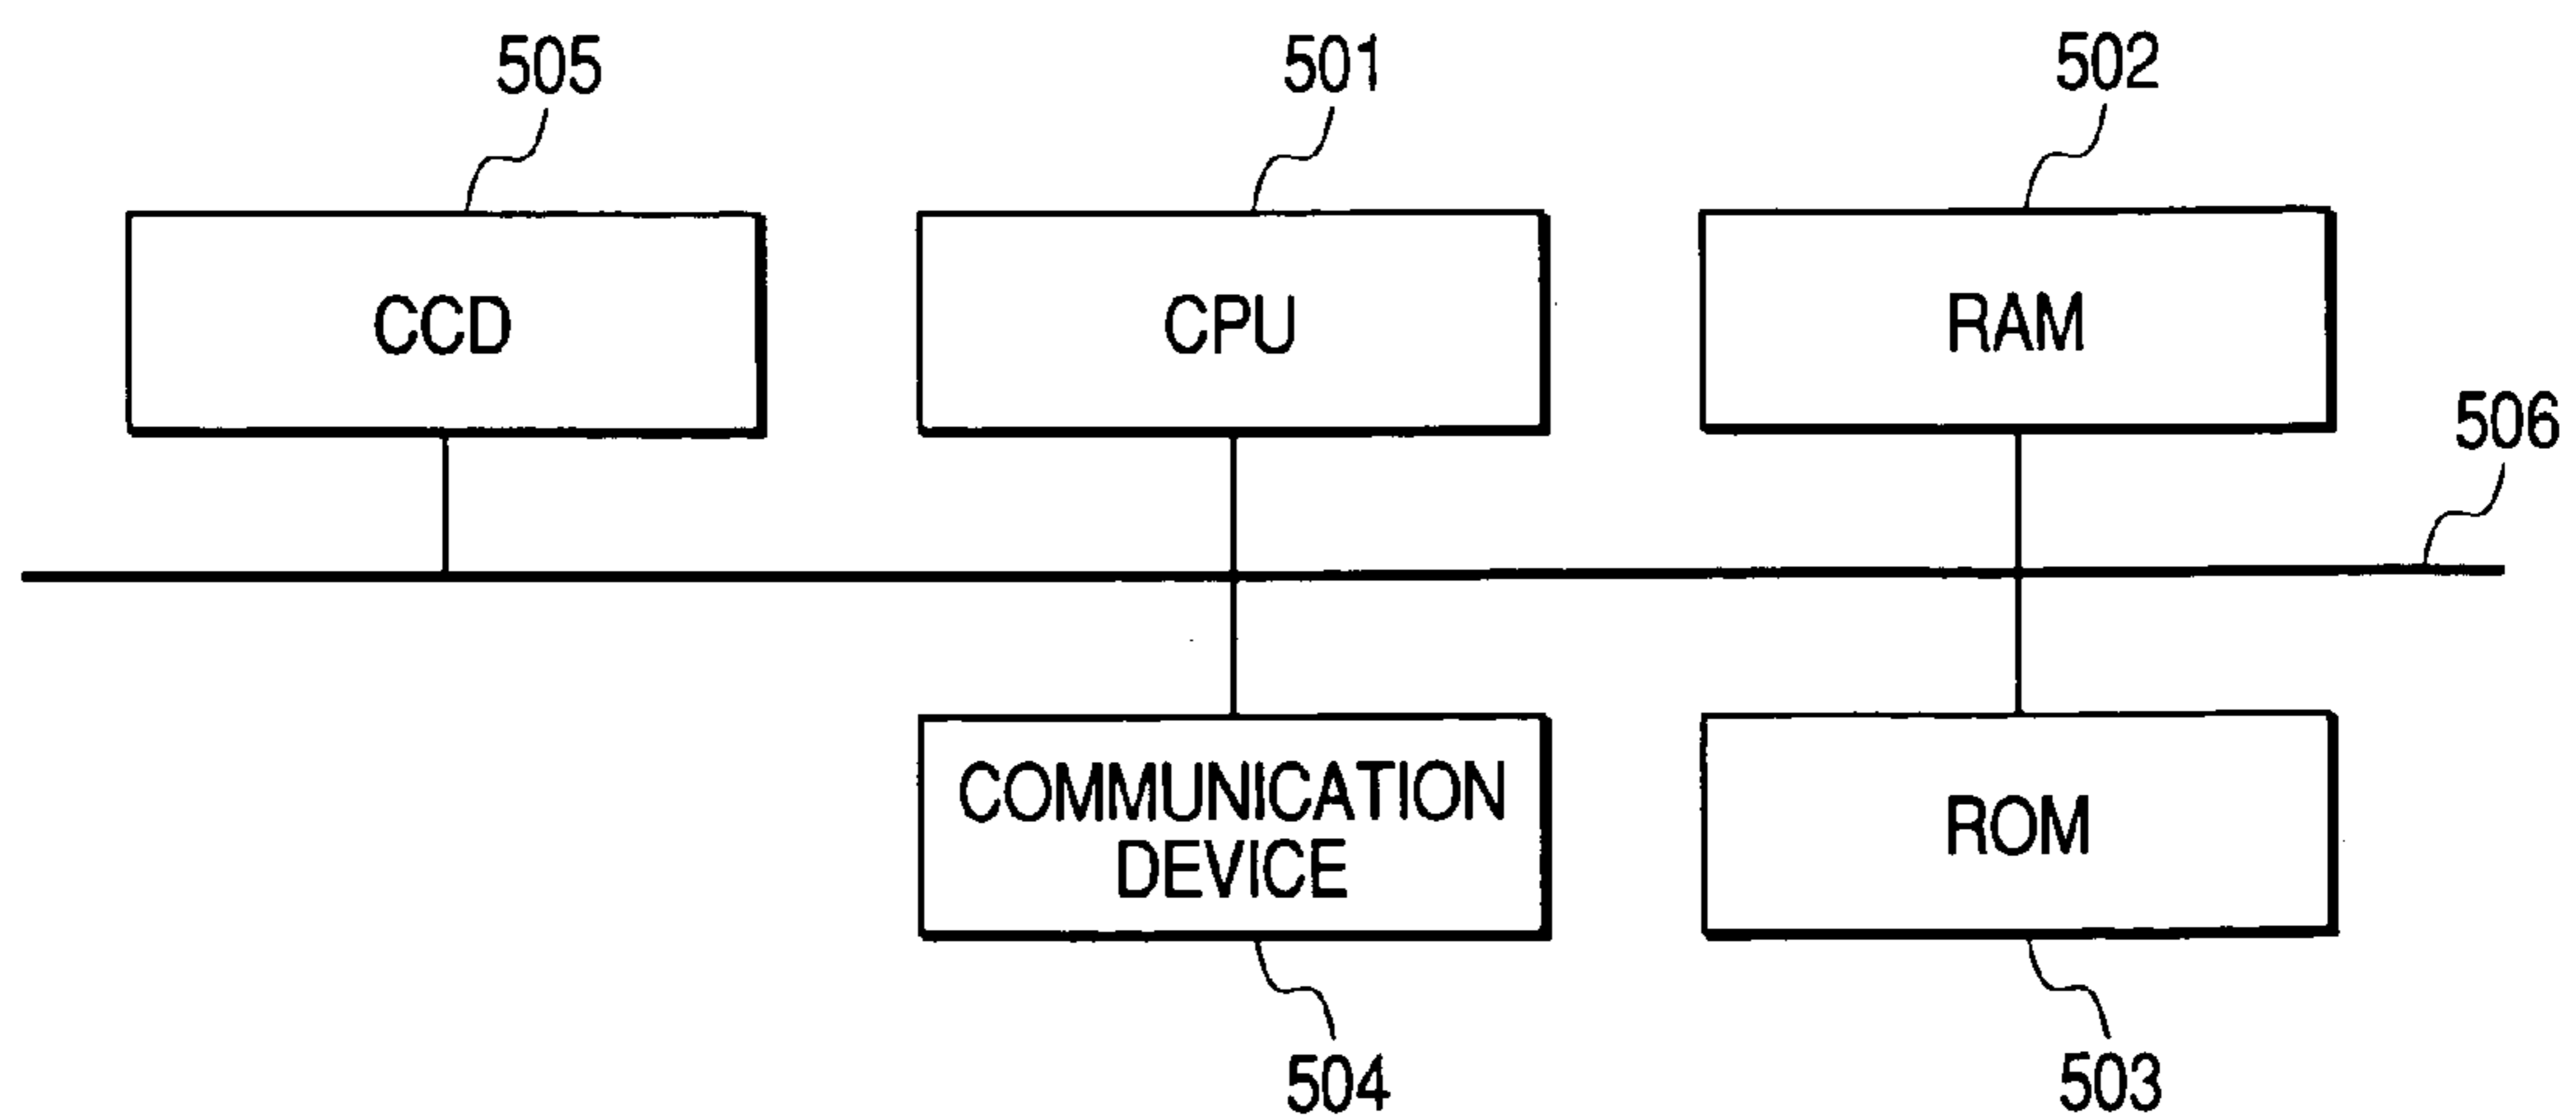 505
501
502
CCD
CPU
RAM
506
COMMUNICATION
DEVICE
ROM
504
503